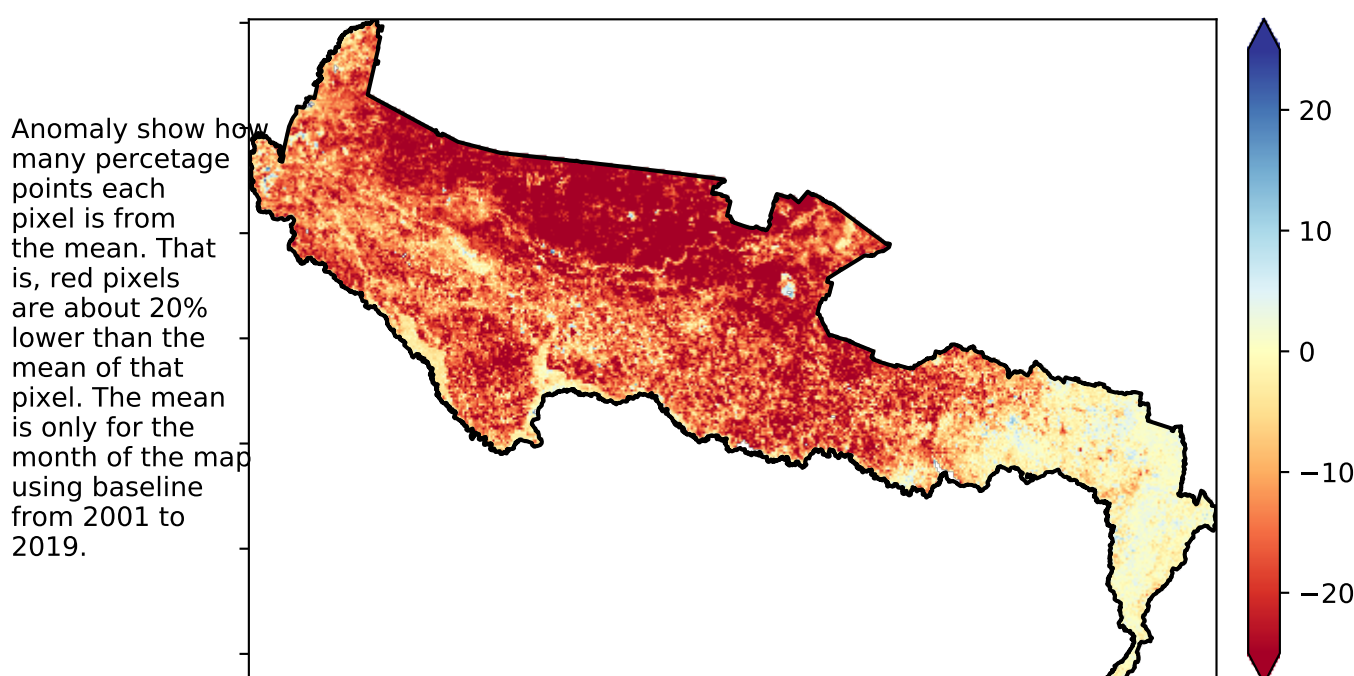 Anomaly show how
many percetage
points each
pixel is from
the mean. That
is, red pixels
are about 20%
lower than the
mean of that
pixel. The mean
is only for the
month of the map
using baseline
from 2001 to
2019.
20
10
0
−10
−20